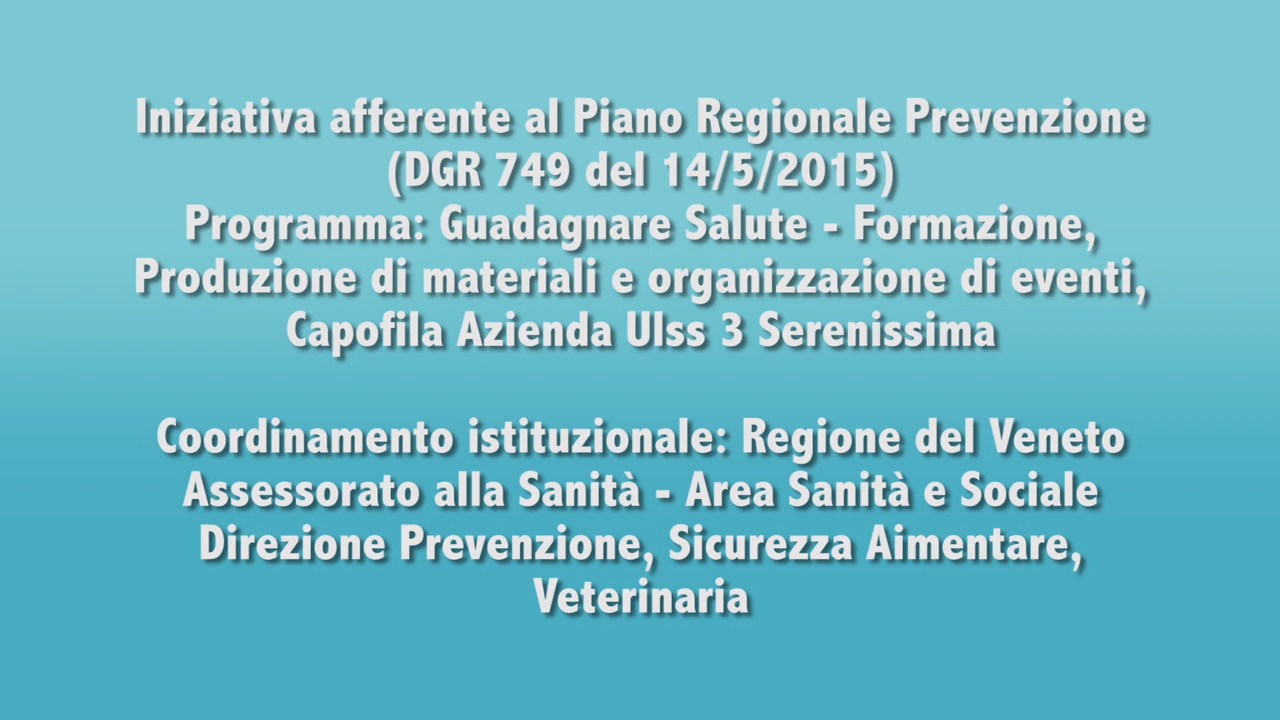 Iniziativa afferente al Piano Regionale Prevenzione
(DGR 749 del 14/5/2015)
Programma: Guadagnare Salute - Formazione,
Produzione di materiali e organizzazione di eventi,
Capofila Azienda Ulss 3 Serenissima
Coordinamento istituzionale: Regione del Veneto
Assessorato alla Sanità - Area Sanità e Sociale
Direzione Prevenzione, Sicurezza Aimentare,
Veterinaria